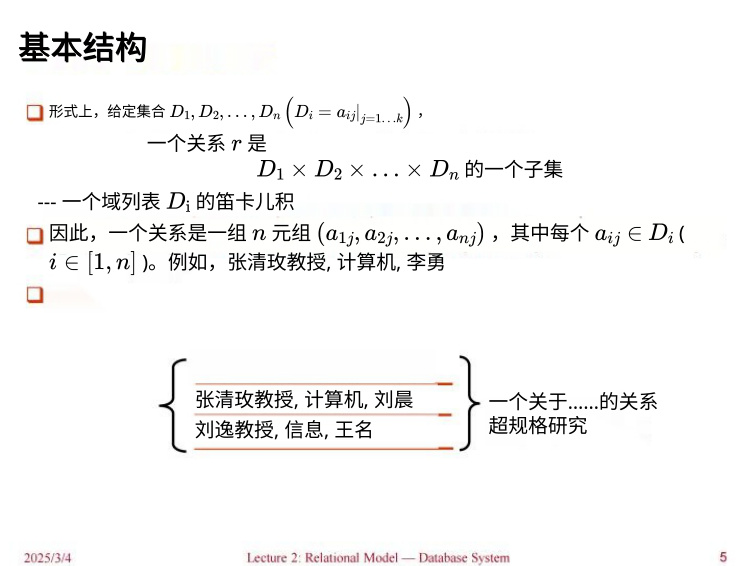 基本结构
形式上，给定集合 $D_1, D_2, \ldots, D_n \left( D_i = a_{ij}|_{j=1\ldots k} \right)$ ，
一个关系 $r$ 是
$D_1 \times D_2 \times \ldots \times D_n$ 的一个子集
--- 一个域列表 $D_{\mathrm{i}}$ 的笛卡儿积
因此，一个关系是一组 $n$ 元组 $(a_{1j}, a_{2j}, \ldots, a_{nj})$ ，其中每个 $a_{ij} \in D_i$ (
$i \in [1, n]$ )。例如，张清玫教授, 计算机, 李勇
张清玫教授, 计算机, 刘晨
刘逸教授, 信息, 王名
一个关于......的关系
超规格研究
2025/3/4 Lecture 2: Relational Model — Database System 5